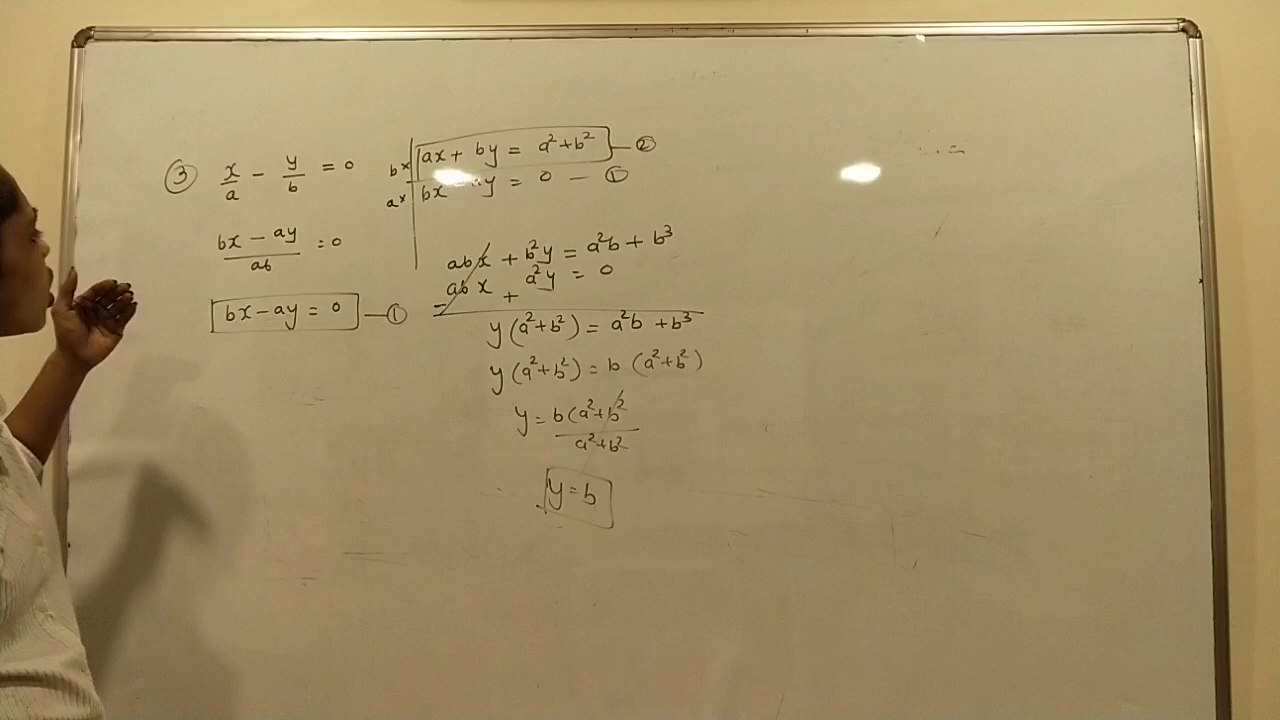 ③ x/a - y/b = 0
bx - ay/ab = 0
bx - ay = 0 — ①
b× ax + by = a²+b² — ②
a× bx - y = 0 — ①
abx + b²y = a²b + b³
abx + a²y = 0
-
y(a²+b²) = a²b + b³
y(a²+b²) = b (a²+b²)
y = b(a²+b²/a²+b²
y = b